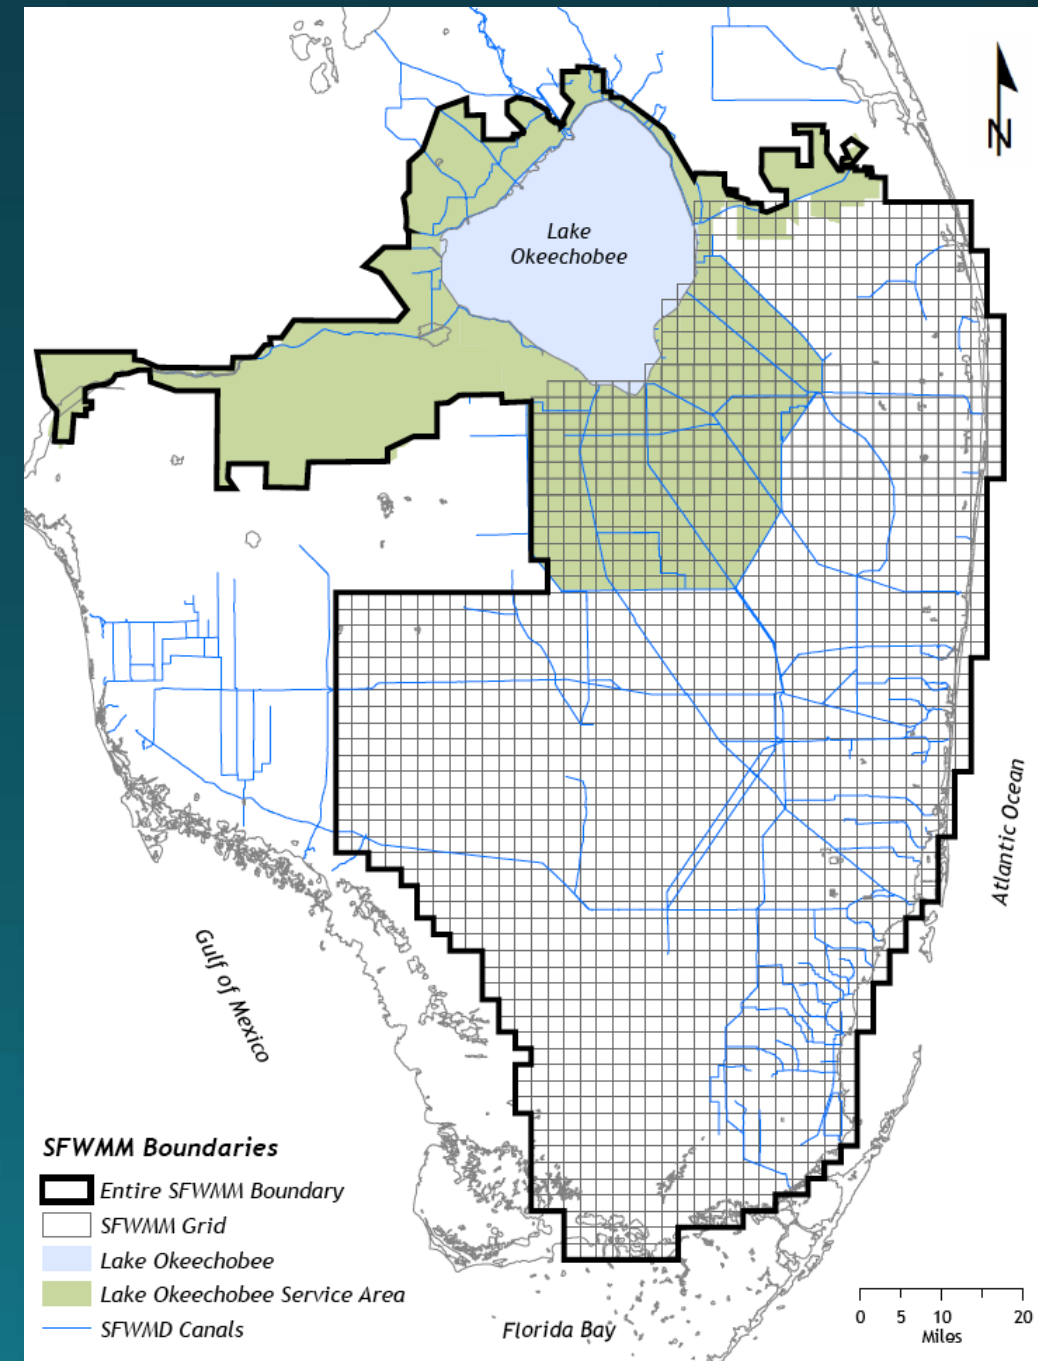 N
Lake
Okeechobee
Atlantic Ocean
Gulf of Mexico
SFWMM Boundaries
Entire SFWMM Boundary
SFWMM Grid
Lake Okeechobee
Lake Okeechobee Service Area
SFWMD Canals
Florida Bay
0 5 10 20
Miles